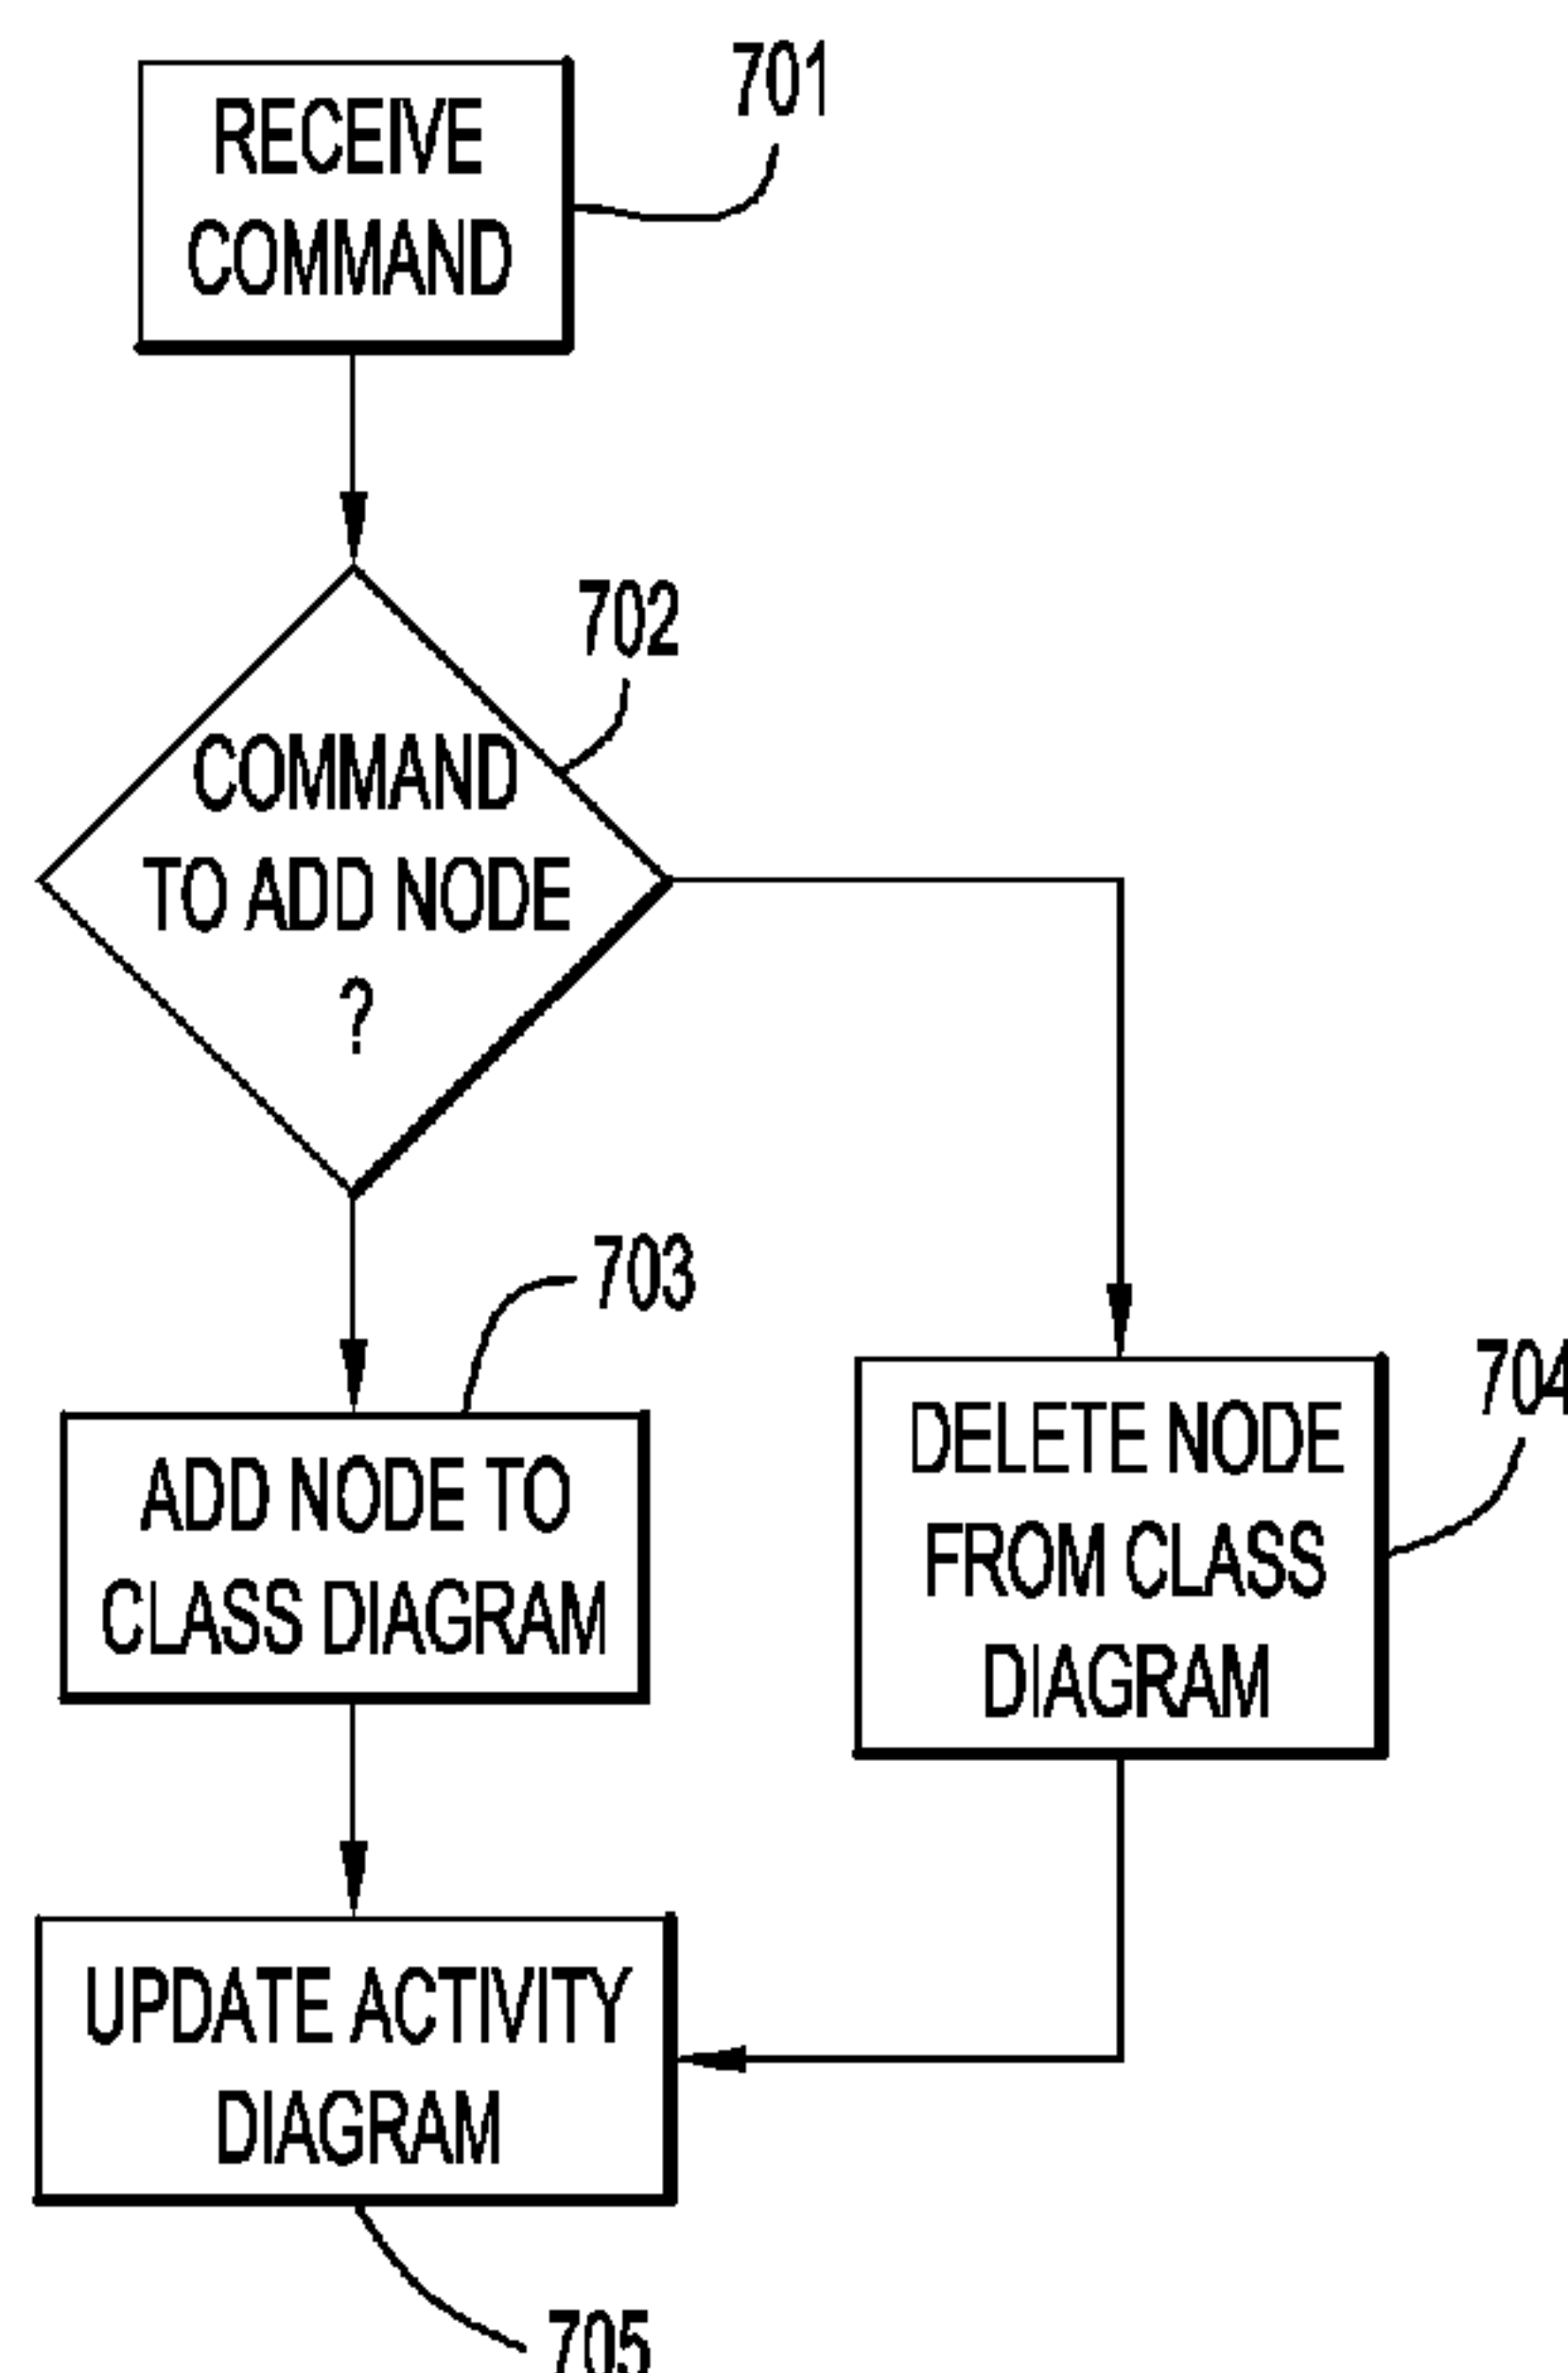 701
RECEIVE
COMMAND
702
COMMAND
TO ADD NODE
?
703
ADD NODE TO
CLASS DIAGRAM
704
DELETE NODE
FROM CLASS
DIAGRAM
UPDATE ACTIVITY
DIAGRAM
705